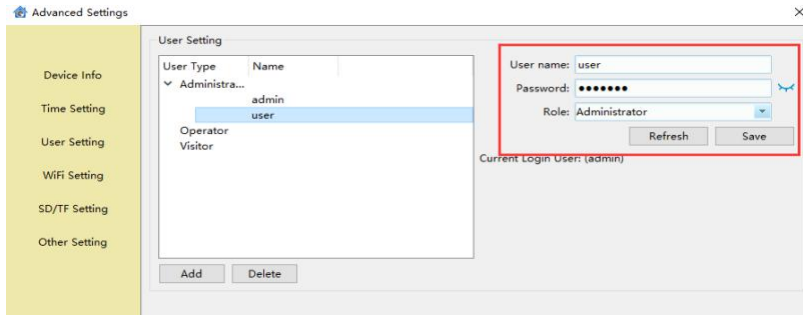 Advanced Settings
Device Info
Time Setting
User Setting
WiFi Setting
SD/TF Setting
Other Setting
User Setting
User Type Name
Administra...
admin
user
Operator
Visitor
Add Delete
User name: user
Password: ●●●●●●●
Role: Administrator
Refresh Save
Current Login User: (admin)